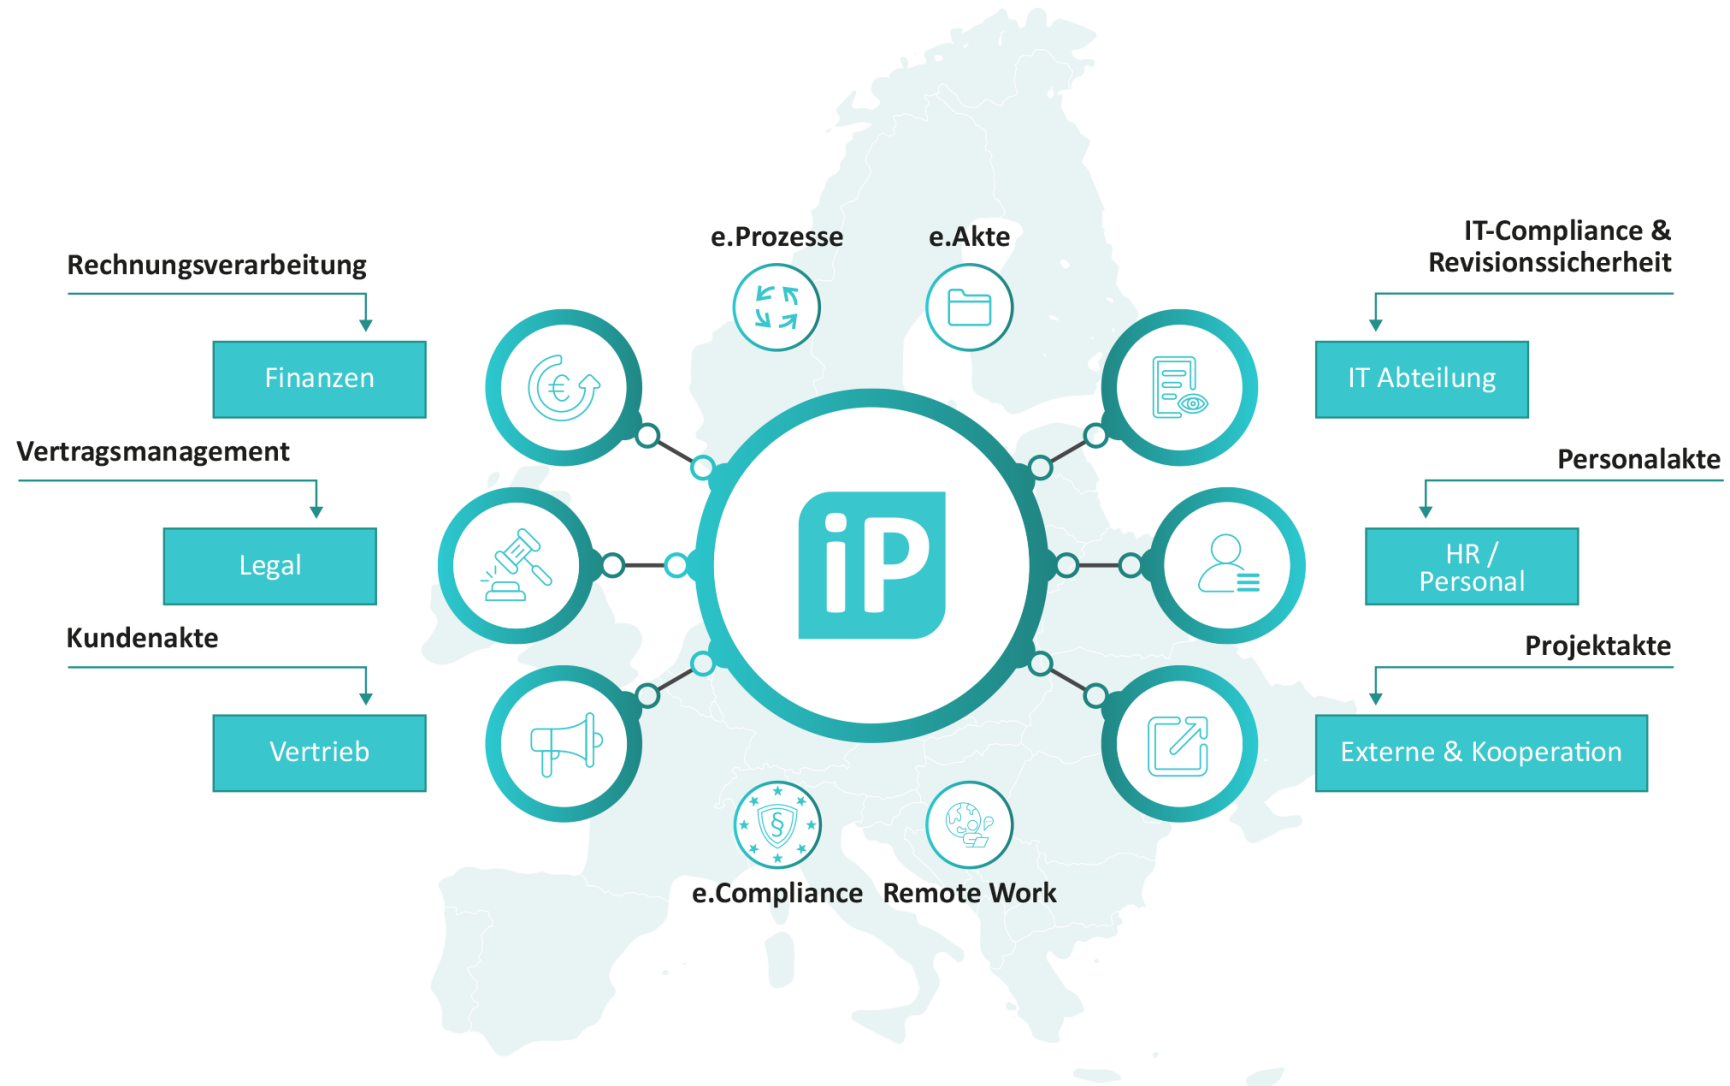 e.Prozesse
e.Akte
Rechnungsverarbeitung
Finanzen
Vertragsmanagement
Legal
Kundenakte
Vertrieb
iP
§
€
IT-Compliance &
Revisionssicherheit
IT Abteilung
Personalakte
HR /
Personal
Projektakte
Externe & Kooperation
e.Compliance
Remote Work